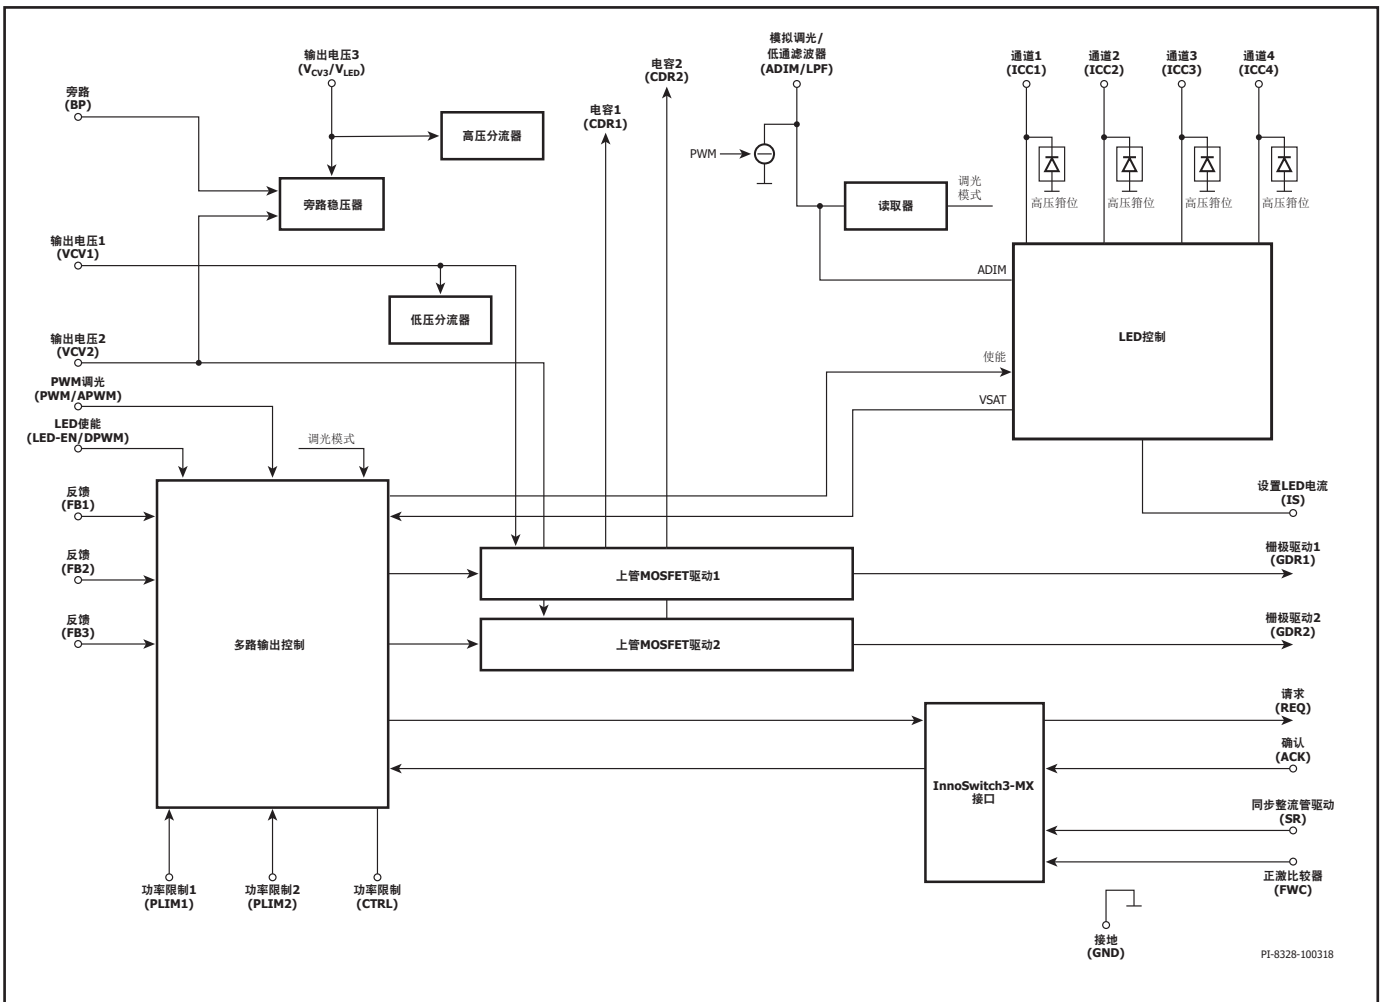 输出电压3
(VCV3/VLED)
旁路
(BP)
高压分流器
旁路稳压器
输出电压1
(VCV1)
低压分流器
输出电压2
(VCV2)
PWM调光
(PWM/APWM)
LED使能
(LED-EN/DPWM)
调光模式
电容1
(CDR1)
电容2
(CDR2)
模拟调光/
低通滤波器
(ADIM/LPF)
PWM
读取器
调光
模式
通道1
(ICC1)
通道2
(ICC2)
通道3
(ICC3)
通道4
(ICC4)
高压箝位
高压箝位
高压箝位
高压箝位
ADIM
LED控制
使能
VSAT
设置LED电流
(IS)
反馈
(FB1)
反馈
(FB2)
反馈
(FB3)
多路输出控制
上管MOSFET驱动1
上管MOSFET驱动2
栅极驱动1
(GDR1)
栅极驱动2
(GDR2)
InnoSwitch3-MX
接口
请求
(REQ)
确认
(ACK)
同步整流管驱动
(SR)
正激比较器
(FWC)
功率限制1
(PLIM1)
功率限制2
(PLIM2)
功率限制
(CTRL)
接地
(GND)
PI-8328-100318